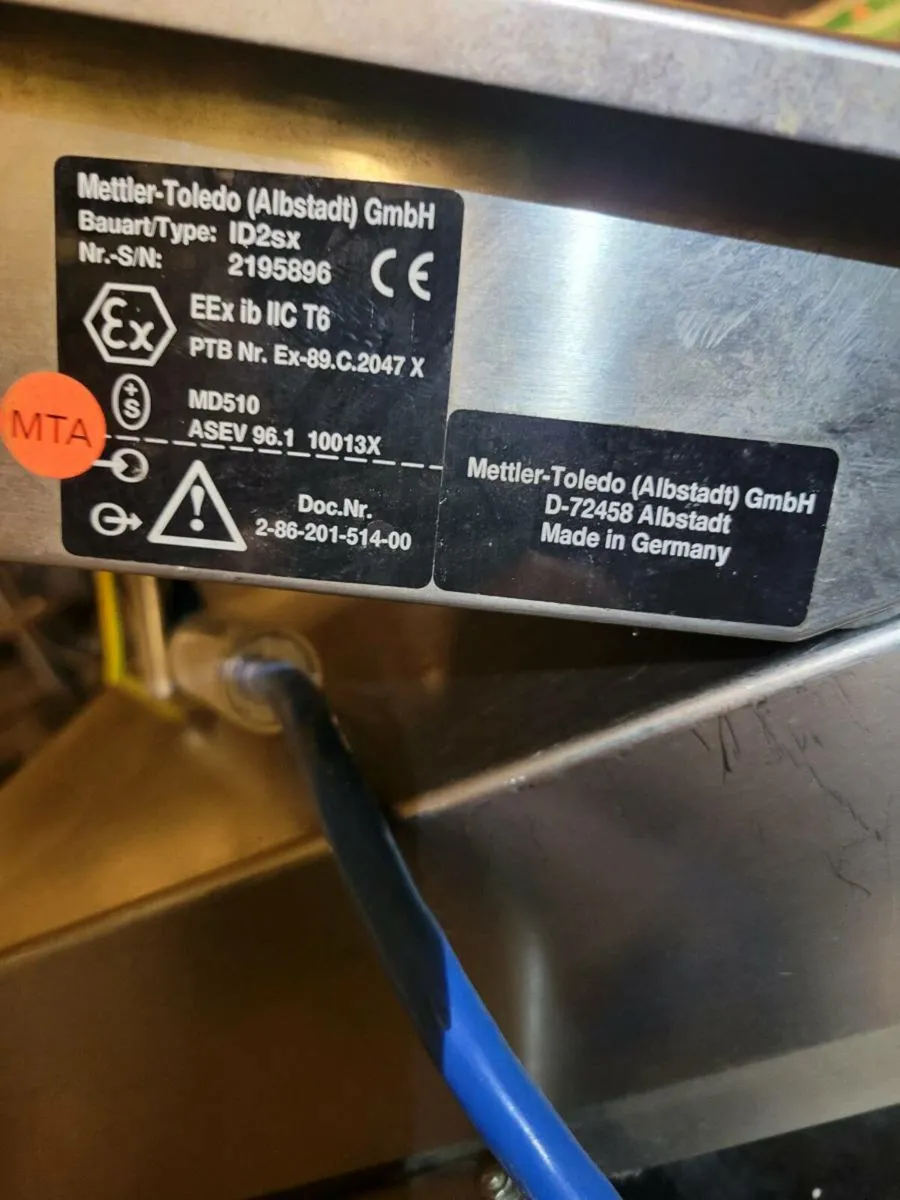 Mettler-Toledo (Albstadt) GmbH
Bauart/Type: ID2sx
Nr.-S/N: 2195896
CE
Ex
EEx ib IIC T6
PTB Nr. Ex-89.C.2047 X
+
S
MD510
ASEV 96.1 10013X
MTA
!
Doc.Nr.
2-86-201-514-00
Mettler-Toledo (Albstadt) GmbH
D-72458 Albstadt
Made in Germany